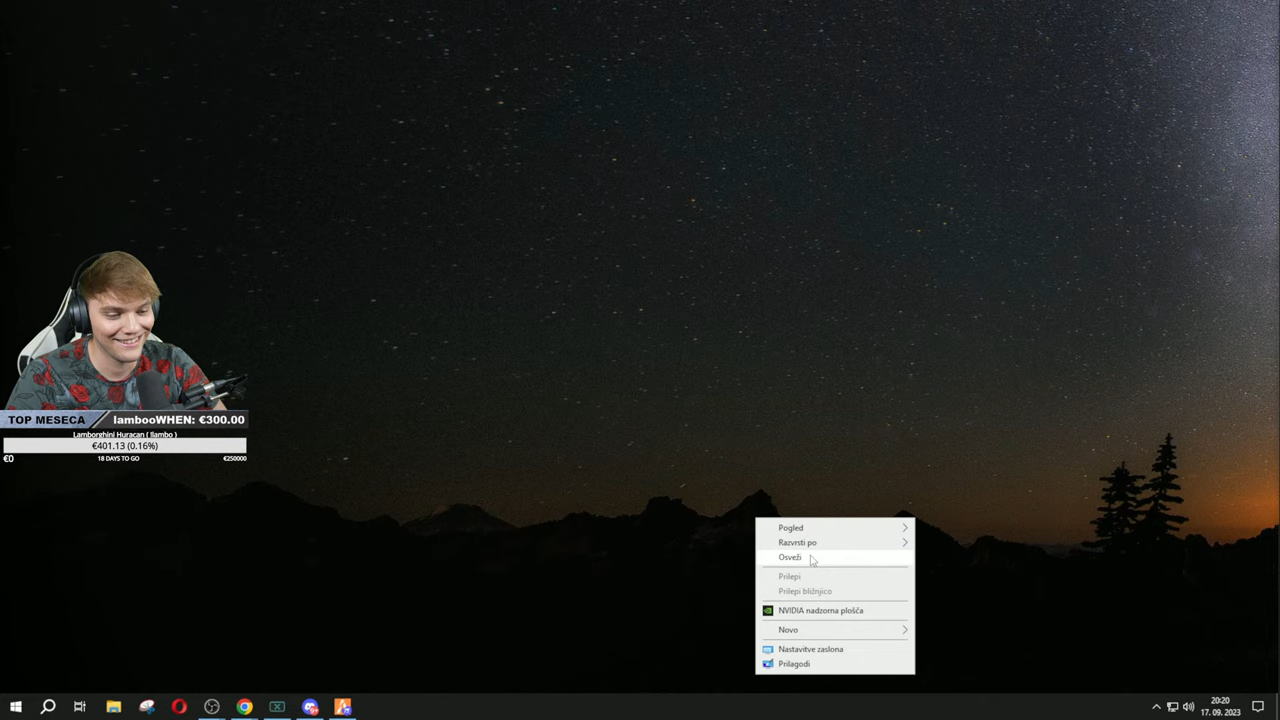 TOP MESECA
lambooWHEN: €300.00
Lamborghini Huracan ( !lambo )
€401.13 (0.16%)
€0
18 DAYS TO GO
€250000
Pogled
Razvrsti po
Osveži
Prilepi
Prilepi bližnjico
NVIDIA nadzorna plošča
Novo
Nastavitve zaslona
Prilagodi
20:20
17. 09. 2023